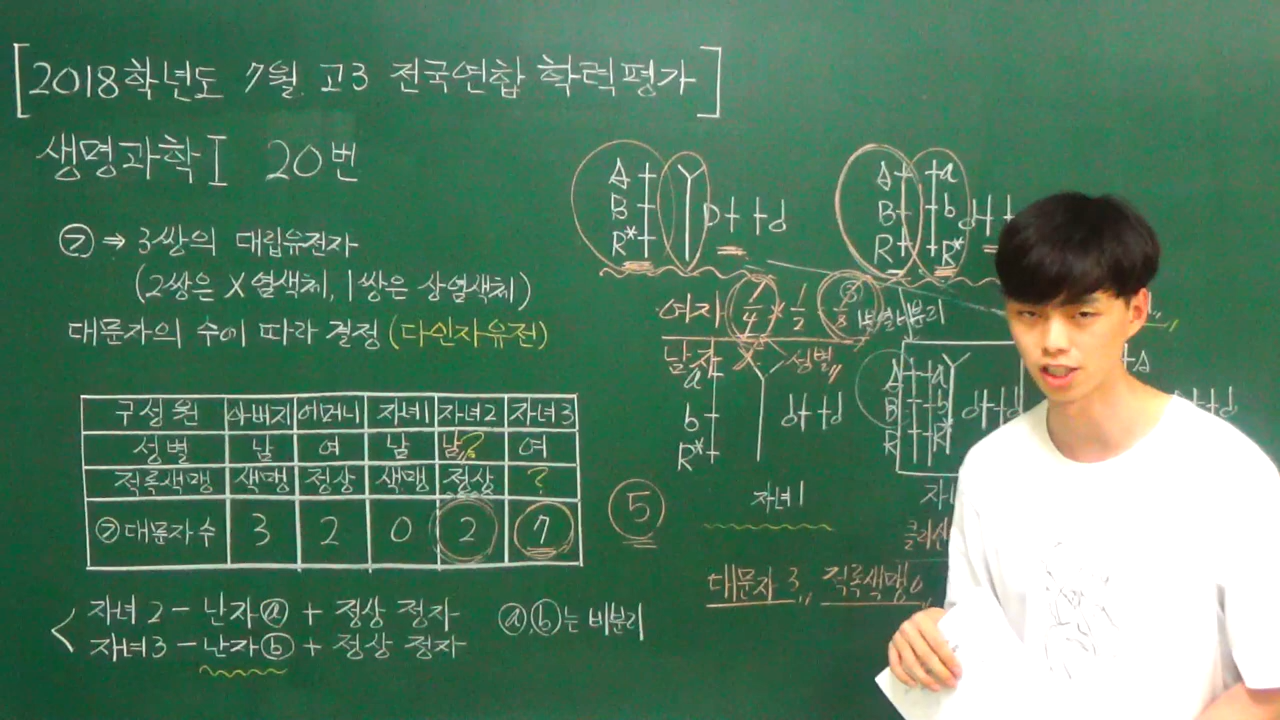 [2018학년도 7월 고3 전국연합 학력평가]
생명과학Ⅰ 20번
㉠ ⇒ 3쌍의 대립유전자
(2쌍은 X염색체, 1쌍은 상염색체)
대문자의 수에 따라 결정 (다인자유전)
구성원 아버지 어머니 자녀1 자녀2 자녀3
성별 남 여 남 남? 여
적록색맹 색맹 정상 색맹 정상 ?
㉠대문자수 3 2 0 2 7
자녀 2 - 난자ⓐ + 정상 정자
자녀3 - 난자ⓑ + 정상 정자
ⓐ,ⓑ는 비분리
⑤
A
B
R*
d
A a
B b d
R R*
여자 1/4 × 1/2 1/8
남자 성별
a
b d d
R*
자녀1
A a
B b d d
R R*
A
d
대문자 3, 적록색맹